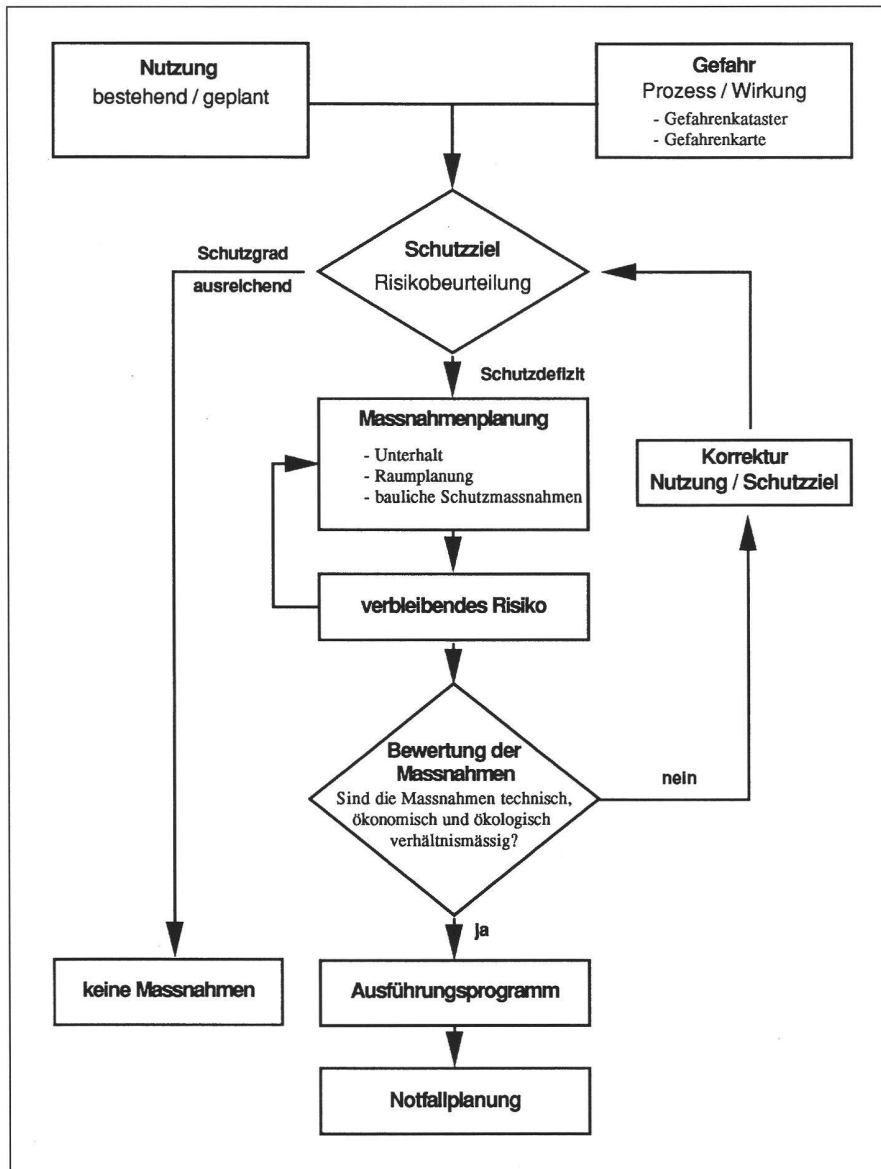 Nutzung
bestehend / geplant
Gefahr
Prozess / Wirkung
- Gefahrenkataster
- Gefahrenkarte
Schutzziel
Risikobeurteilung
Schutzgrad
ausreichend
Schutzdefizit
Massnahmenplanung
- Unterhalt
- Raumplanung
- bauliche Schutzmassnahmen
Korrektur
Nutzung / Schutzziel
verbleibendes Risiko
Bewertung der
Massnahmen
Sind die Massnahmen technisch,
ökonomisch und ökologisch
verhältnismässig?
nein
ja
keine Massnahmen
Ausführungsprogramm
Notfallplanung